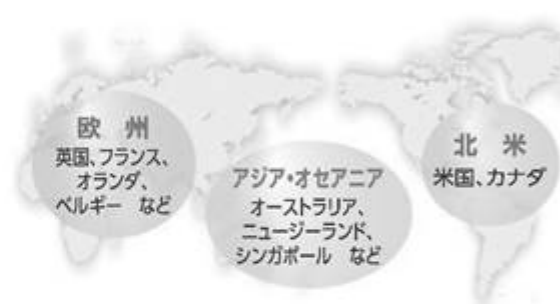 欧 州
英国、フランス、
オランダ、
ベルギー など
アジア・オセアニア
オーストラリア、
ニュージーランド、
シンガポール など
北 米
米国、カナダ